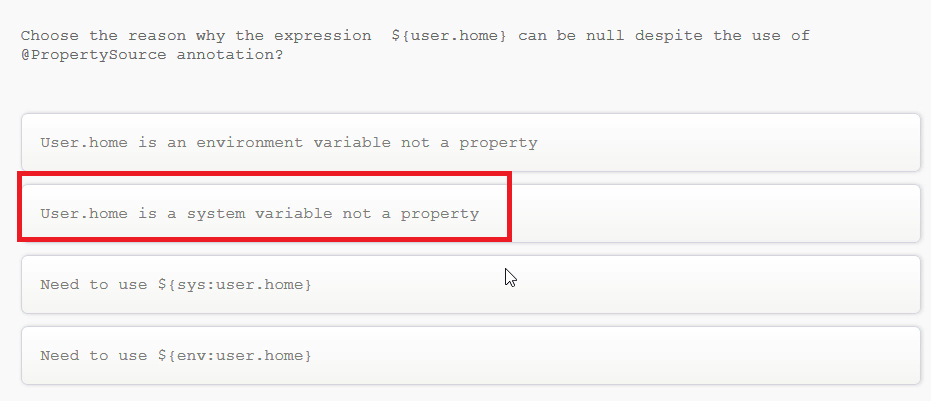 Choose the reason why the expression ${user.home} can be null despite the use of
@PropertySource annotation?
User.home is an environment variable not a property
User.home is a system variable not a property
Need to use ${sys:user.home}
Need to use ${env:user.home}